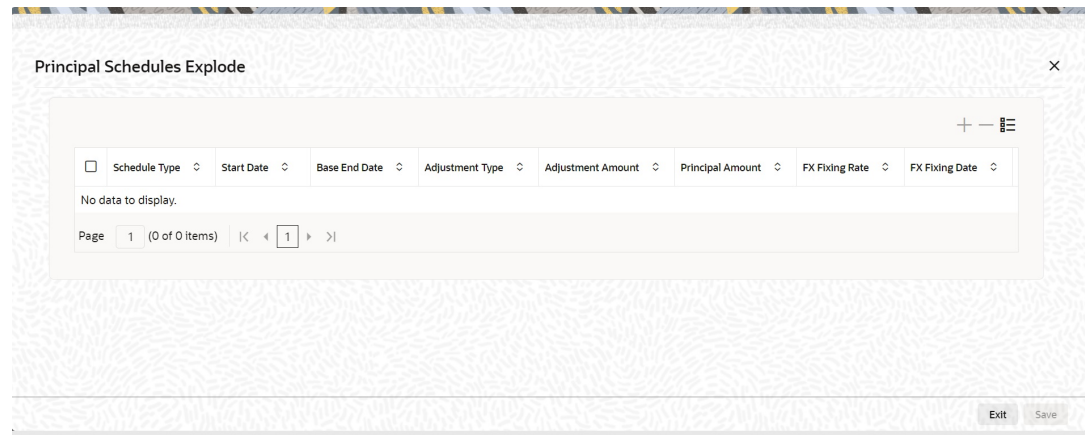 Principal Schedules Explode
Schedule Type Start Date Base End Date Adjustment Type Adjustment Amount Principal Amount FX Fixing Rate FX Fixing Date
No data to display.
Page 1 (0 of 0 items) 1
Exit Save